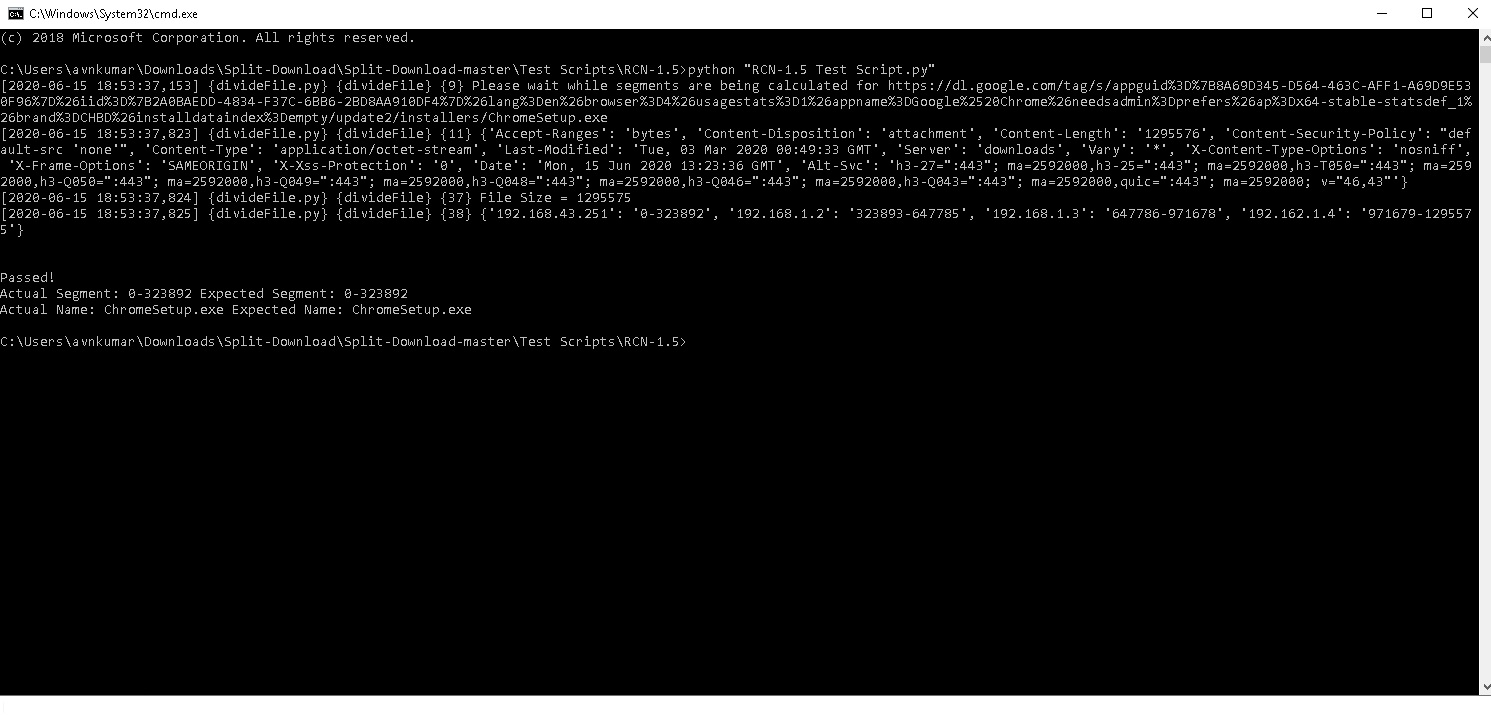 C:\Windows\System32\cmd.exe
(c) 2018 Microsoft Corporation. All rights reserved.
C:\Users\avnkumar\Downloads\Split-Download\Split-Download-master\Test Scripts\RCN-1.5>python "RCN-1.5 Test Script.py"
[2020-06-15 18:53:37,153] {divideFile.py} {divideFile} {9} Please wait while segments are being calculated for https://dl.google.com/tag/s/appguid%3D%7B8A69D345-D564-463C-AFF1-A69D9E53
0F96%7D%26iid%3D%7B2A0BAEDD-4834-F37C-6BB6-2BD8AA910DF4%7D%26lang%3Den%26browser%3D4%26usagestats%3D1%26appname%3DGoogle%2520Chrome%26needsadmin%3Dprefers%26ap%3Dx64-stable-statsdef_1%
26brand%3DCHBD%26installdataindex%3Dempty/update2/installers/ChromeSetup.exe
[2020-06-15 18:53:37,823] {divideFile.py} {divideFile} {11} {'Accept-Ranges': 'bytes', 'Content-Disposition': 'attachment', 'Content-Length': '1295576', 'Content-Security-Policy': "def
ault-src 'none'", 'Content-Type': 'application/octet-stream', 'Last-Modified': 'Tue, 03 Mar 2020 00:49:33 GMT', 'Server': 'downloads', 'Vary': '*', 'X-Content-Type-Options': 'nosniff',
'X-Frame-Options': 'SAMEORIGIN', 'X-Xss-Protection': '0', 'Date': 'Mon, 15 Jun 2020 13:23:36 GMT', 'Alt-Svc': 'h3-27=":443"; ma=2592000,h3-25=":443"; ma=2592000,h3-T050=":443"; ma=259
2000,h3-Q050=":443"; ma=2592000,h3-Q049=":443"; ma=2592000,h3-Q048=":443"; ma=2592000,h3-Q046=":443"; ma=2592000,h3-Q043=":443"; ma=2592000,quic=":443"; ma=2592000; v="46,43"'}
[2020-06-15 18:53:37,824] {divideFile.py} {divideFile} {37} File Size = 1295575
[2020-06-15 18:53:37,825] {divideFile.py} {divideFile} {38} {'192.168.43.251': '0-323892', '192.168.1.2': '323893-647785', '192.168.1.3': '647786-971678', '192.162.1.4': '971679-129557
5'}
Passed!
Actual Segment: 0-323892 Expected Segment: 0-323892
Actual Name: ChromeSetup.exe Expected Name: ChromeSetup.exe
C:\Users\avnkumar\Downloads\Split-Download\Split-Download-master\Test Scripts\RCN-1.5>